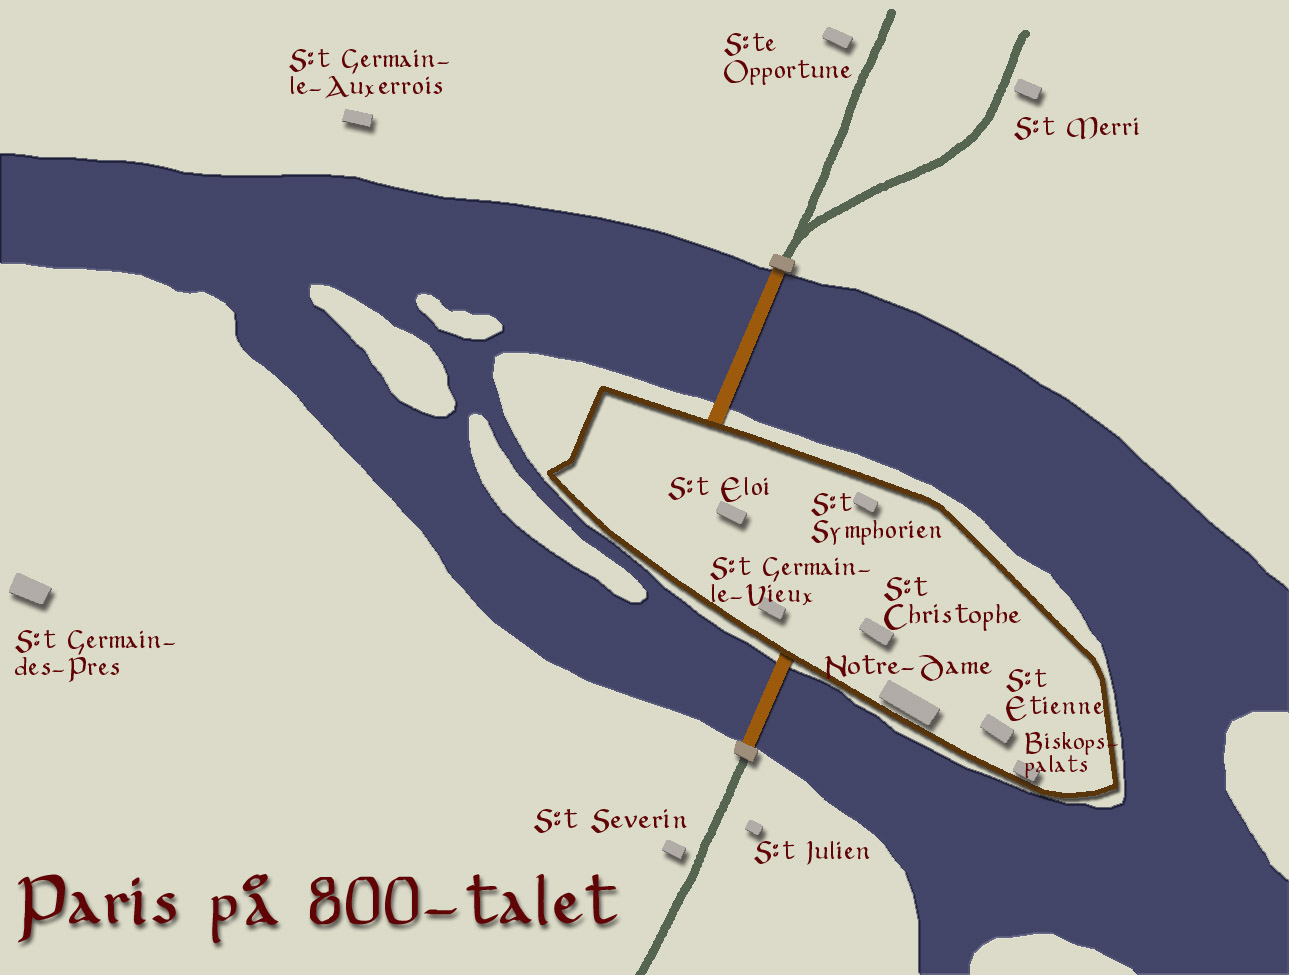 S:t Germain-
le-Auxerrois
S:te
Opportune
S:t Merri
S:t Eloi
S:t
Symphorien
S:t Germain-
le-Vieux
S:t
Christophe
Notre-Dame
S:t
Etienne
Biskops-
palats
S:t Germain-
des-Pres
S:t Severin
S:t Julien
Paris på 800-talet